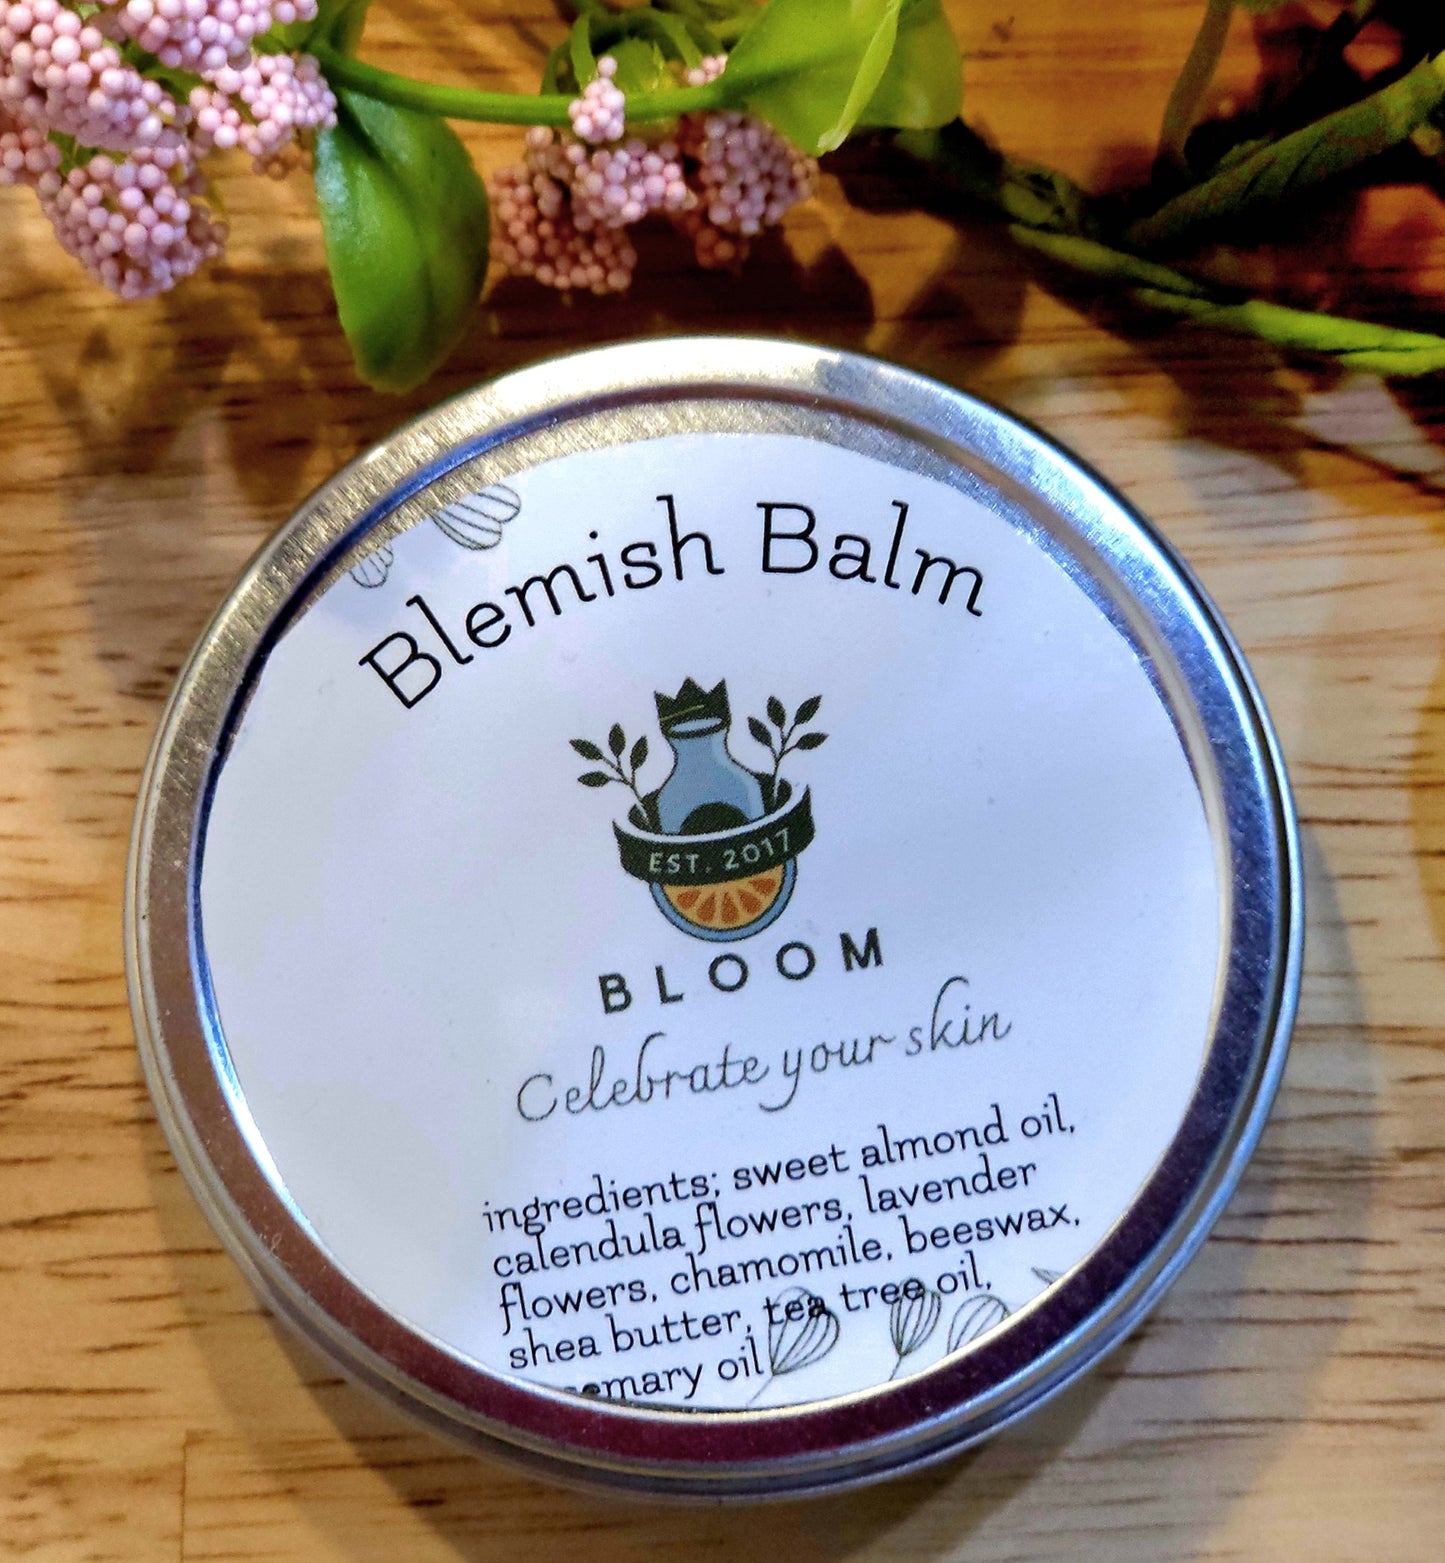 Blemish Balm
EST. 2017
BLOOM
Celebrate your skin
ingredients; sweet almond oil,
calendula flowers, lavender
flowers, chamomile, beeswax,
shea butter, tea tree oil,
oil